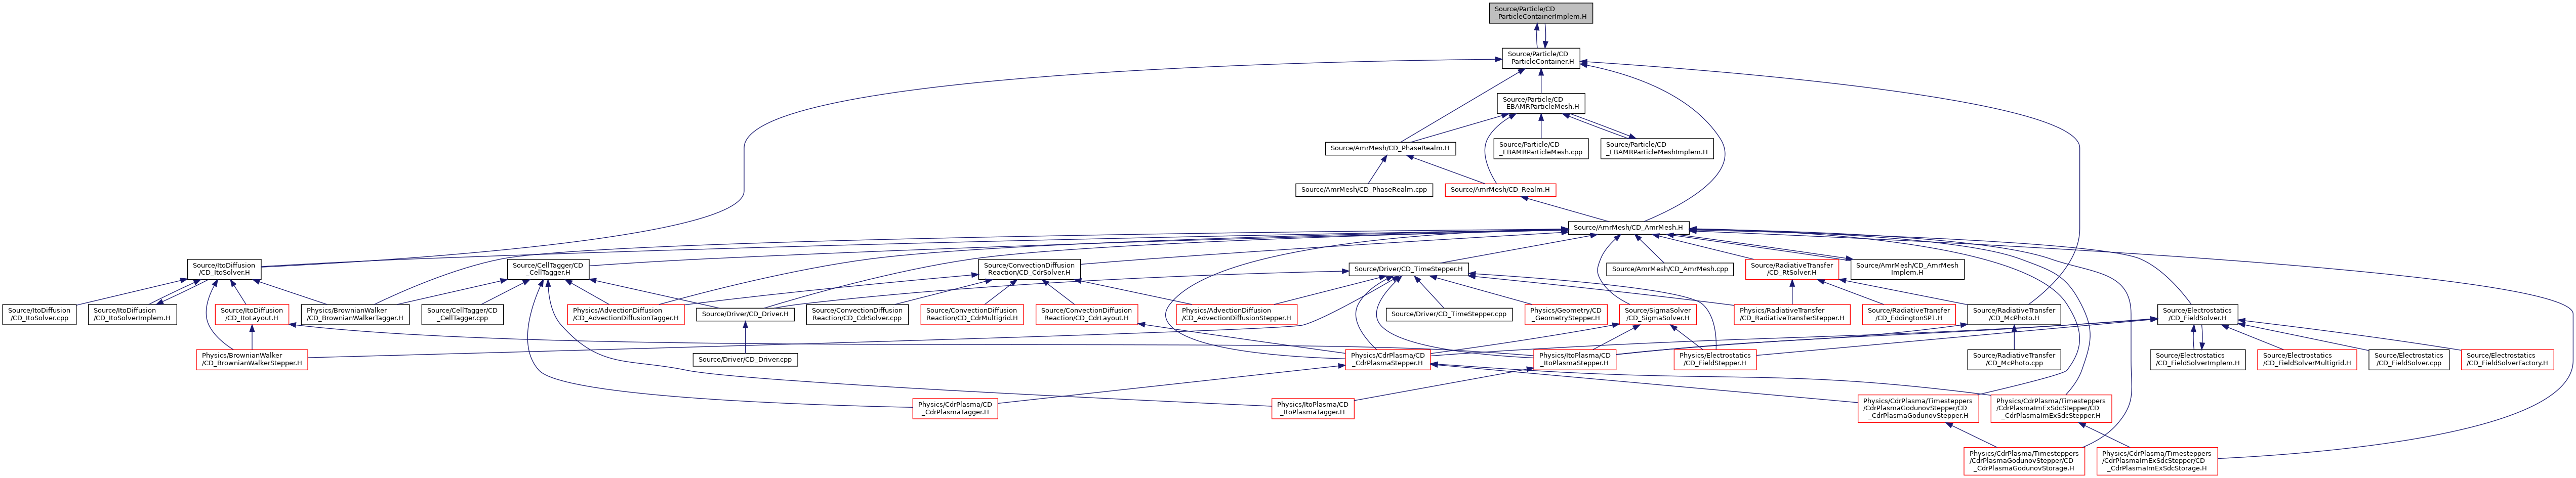 Source/Particle/CD
_ParticleContainerImplem.H
Source/Particle/CD
_ParticleContainer.H
Source/Particle/CD
_EBAMRParticleMesh.H
Source/AmrMesh/CD_PhaseRealm.H
Source/Particle/CD
_EBAMRParticleMesh.cpp
Source/Particle/CD
_EBAMRParticleMeshImplem.H
Source/AmrMesh/CD_PhaseRealm.cpp
Source/AmrMesh/CD_Realm.H
Source/AmrMesh/CD_AmrMesh.H
Source/ItoDiffusion
/CD_ItoSolver.H
Source/CellTagger/CD
_CellTagger.H
Source/ConvectionDiffusion
Reaction/CD_CdrSolver.H
Source/Driver/CD_TimeStepper.H
Source/AmrMesh/CD_AmrMesh.cpp
Source/RadiativeTransfer
/CD_RtSolver.H
Source/AmrMesh/CD_AmrMesh
Implem.H
Source/ItoDiffusion
/CD_ItoSolver.cpp
Source/ItoDiffusion
/CD_ItoSolverImplem.H
Source/ItoDiffusion
/CD_ItoLayout.H
Physics/BrownianWalker
/CD_BrownianWalkerTagger.H
Source/CellTagger/CD
_CellTagger.cpp
Physics/AdvectionDiffusion
/CD_AdvectionDiffusionTagger.H
Source/Driver/CD_Driver.H
Source/ConvectionDiffusion
Reaction/CD_CdrSolver.cpp
Source/ConvectionDiffusion
Reaction/CD_CdrMultigrid.H
Source/ConvectionDiffusion
Reaction/CD_CdrLayout.H
Physics/AdvectionDiffusion
/CD_AdvectionDiffusionStepper.H
Source/Driver/CD_TimeStepper.cpp
Physics/Geometry/CD
_GeometryStepper.H
Source/SigmaSolver
/CD_SigmaSolver.H
Physics/RadiativeTransfer
/CD_RadiativeTransferStepper.H
Source/RadiativeTransfer
/CD_EddingtonSP1.H
Source/RadiativeTransfer
/CD_McPhoto.H
Source/Electrostatics
/CD_FieldSolver.H
Physics/BrownianWalker
/CD_BrownianWalkerStepper.H
Source/Driver/CD_Driver.cpp
Physics/CdrPlasma/CD
_CdrPlasmaStepper.H
Physics/ItoPlasma/CD
_ItoPlasmaStepper.H
Physics/Electrostatics
/CD_FieldStepper.H
Source/RadiativeTransfer
/CD_McPhoto.cpp
Source/Electrostatics
/CD_FieldSolverImplem.H
Source/Electrostatics
/CD_FieldSolverMultigrid.H
Source/Electrostatics
/CD_FieldSolver.cpp
Source/Electrostatics
/CD_FieldSolverFactory.H
Physics/CdrPlasma/CD
_CdrPlasmaTagger.H
Physics/ItoPlasma/CD
_ItoPlasmaTagger.H
Physics/CdrPlasma/Timesteppers
/CdrPlasmaGodunovStepper/CD
_CdrPlasmaGodunovStepper.H
Physics/CdrPlasma/Timesteppers
/CdrPlasmaImExSdcStepper/CD
_CdrPlasmaImExSdcStepper.H
Physics/CdrPlasma/Timesteppers
/CdrPlasmaGodunovStepper/CD
_CdrPlasmaGodunovStorage.H
Physics/CdrPlasma/Timesteppers
/CdrPlasmaImExSdcStepper/CD
_CdrPlasmaImExSdcStorage.H